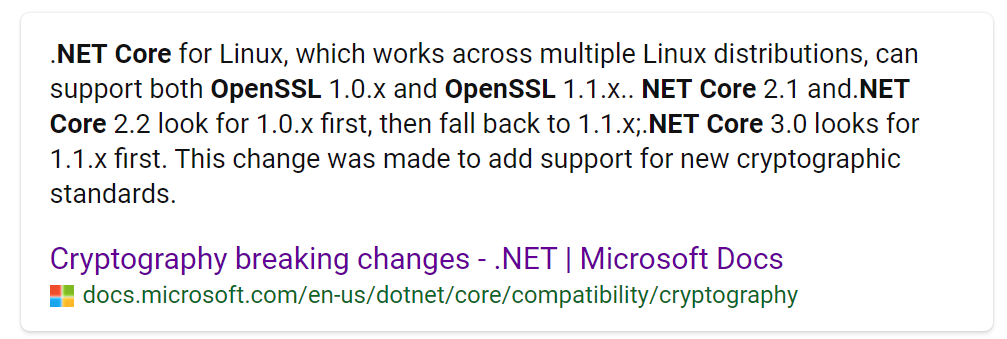 .NET Core for Linux, which works across multiple Linux distributions, can
support both OpenSSL 1.0.x and OpenSSL 1.1.x.. NET Core 2.1 and.NET
Core 2.2 look for 1.0.x first, then fall back to 1.1.x;.NET Core 3.0 looks for
1.1.x first. This change was made to add support for new cryptographic
standards.
Cryptography breaking changes - .NET | Microsoft Docs
docs.microsoft.com/en-us/dotnet/core/compatibility/cryptography